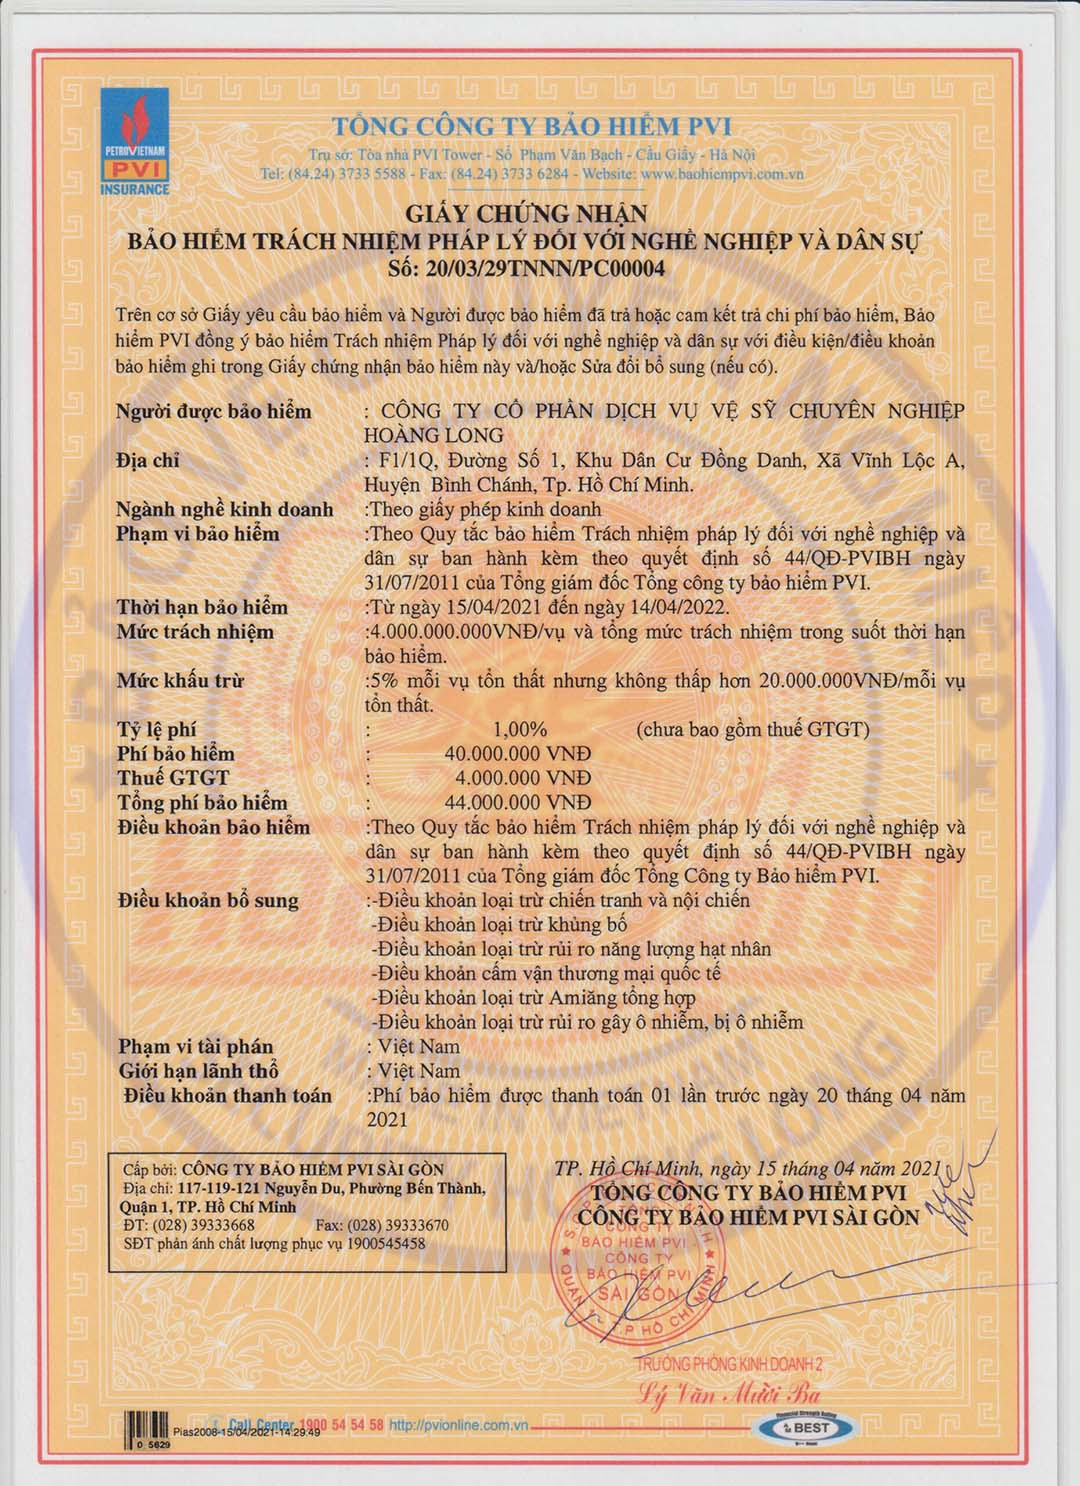 PETROVIETNAM
PVI
INSURANCE
TỔNG CÔNG TY BẢO HIỂM PVI
Trụ sở: Tòa nhà PVI Tower - Số Phạm Văn Bạch - Cầu Giấy - Hà Nội
Tel: (84.24) 3733 5588 - Fax: (84.24) 3733 6284 - Website: www.baohiempvi.com.vn
GIẤY CHỨNG NHẬN
BẢO HIỂM TRÁCH NHIỆM PHÁP LÝ ĐỐI VỚI NGHỀ NGHIỆP VÀ DÂN SỰ
Số: 20/03/29TNNN/PC00004
Trên cơ sở Giấy yêu cầu bảo hiểm và Người được bảo hiểm đã trả hoặc cam kết trả chi phí bảo hiểm, Bảo
hiểm PVI đồng ý bảo hiểm Trách nhiệm Pháp lý đối với nghề nghiệp và dân sự với điều kiện/điều khoản
bảo hiểm ghi trong Giấy chứng nhận bảo hiểm này và/hoặc Sửa đổi bổ sung (nếu có).
Người được bảo hiểm : CÔNG TY CỔ PHẦN DỊCH VỤ VỆ SỸ CHUYÊN NGHIỆP
HOÀNG LONG
Địa chỉ : F1/1Q, Đường Số 1, Khu Dân Cư Đồng Danh, Xã Vĩnh Lộc A,
Huyện Bình Chánh, Tp. Hồ Chí Minh.
Ngành nghề kinh doanh :Theo giấy phép kinh doanh
Phạm vi bảo hiểm :Theo Quy tắc bảo hiểm Trách nhiệm pháp lý đối với nghề nghiệp và
dân sự ban hành kèm theo quyết định số 44/QĐ-PVIBH ngày
31/07/2011 của Tổng giám đốc Tổng công ty bảo hiểm PVI.
Thời hạn bảo hiểm :Từ ngày 15/04/2021 đến ngày 14/04/2022.
Mức trách nhiệm :4.000.000.000VNĐ/vụ và tổng mức trách nhiệm trong suốt thời hạn
bảo hiểm.
Mức khấu trừ :5% mỗi vụ tổn thất nhưng không thấp hơn 20.000.000VNĐ/mỗi vụ
tổn thất.
Tỷ lệ phí : 1,00% (chưa bao gồm thuế GTGT)
Phí bảo hiểm : 40.000.000 VNĐ
Thuế GTGT : 4.000.000 VNĐ
Tổng phí bảo hiểm : 44.000.000 VNĐ
Điều khoản bảo hiểm :Theo Quy tắc bảo hiểm Trách nhiệm pháp lý đối với nghề nghiệp và
dân sự ban hành kèm theo quyết định số 44/QĐ-PVIBH ngày
31/07/2011 của Tổng giám đốc Tổng Công ty Bảo hiểm PVI.
Điều khoản bổ sung :-Điều khoản loại trừ chiến tranh và nội chiến
-Điều khoản loại trừ khủng bố
-Điều khoản loại trừ rủi ro năng lượng hạt nhân
-Điều khoản cấm vận thương mại quốc tế
-Điều khoản loại trừ Amiăng tổng hợp
-Điều khoản loại trừ rủi ro gây ô nhiễm, bị ô nhiễm
Phạm vi tài phán : Việt Nam
Giới hạn lãnh thổ : Việt Nam
Điều khoản thanh toán :Phí bảo hiểm được thanh toán 01 lần trước ngày 20 tháng 04 năm
2021
Cấp bởi: CÔNG TY BẢO HIỂM PVI SÀI GÒN
Địa chỉ: 117-119-121 Nguyễn Du, Phường Bến Thành,
Quận 1, TP. Hồ Chí Minh
ĐT: (028) 39333668 Fax: (028) 39333670
SĐT phản ánh chất lượng phục vụ 1900545458
TP. Hồ Chí Minh, ngày 15 tháng 04 năm 2021
TỔNG CÔNG TY BẢO HIỂM PVI
CÔNG TY BẢO HIỂM PVI SÀI GÒN
BẢO HIỂM PVI -
CÔNG TY
BẢO HIỂM PVI
SÀI GÒN
QUẬN 1 - T.P HỒ CHÍ MINH
TRƯỞNG PHÒNG KINH DOANH 2
Lý Văn Mười Ba
Call Center 1900 54 54 58 http://pvionline.com.vn
Pias2008-15/04/2021-14:29:49
0 5629
Financial Strength Rating
AM BEST